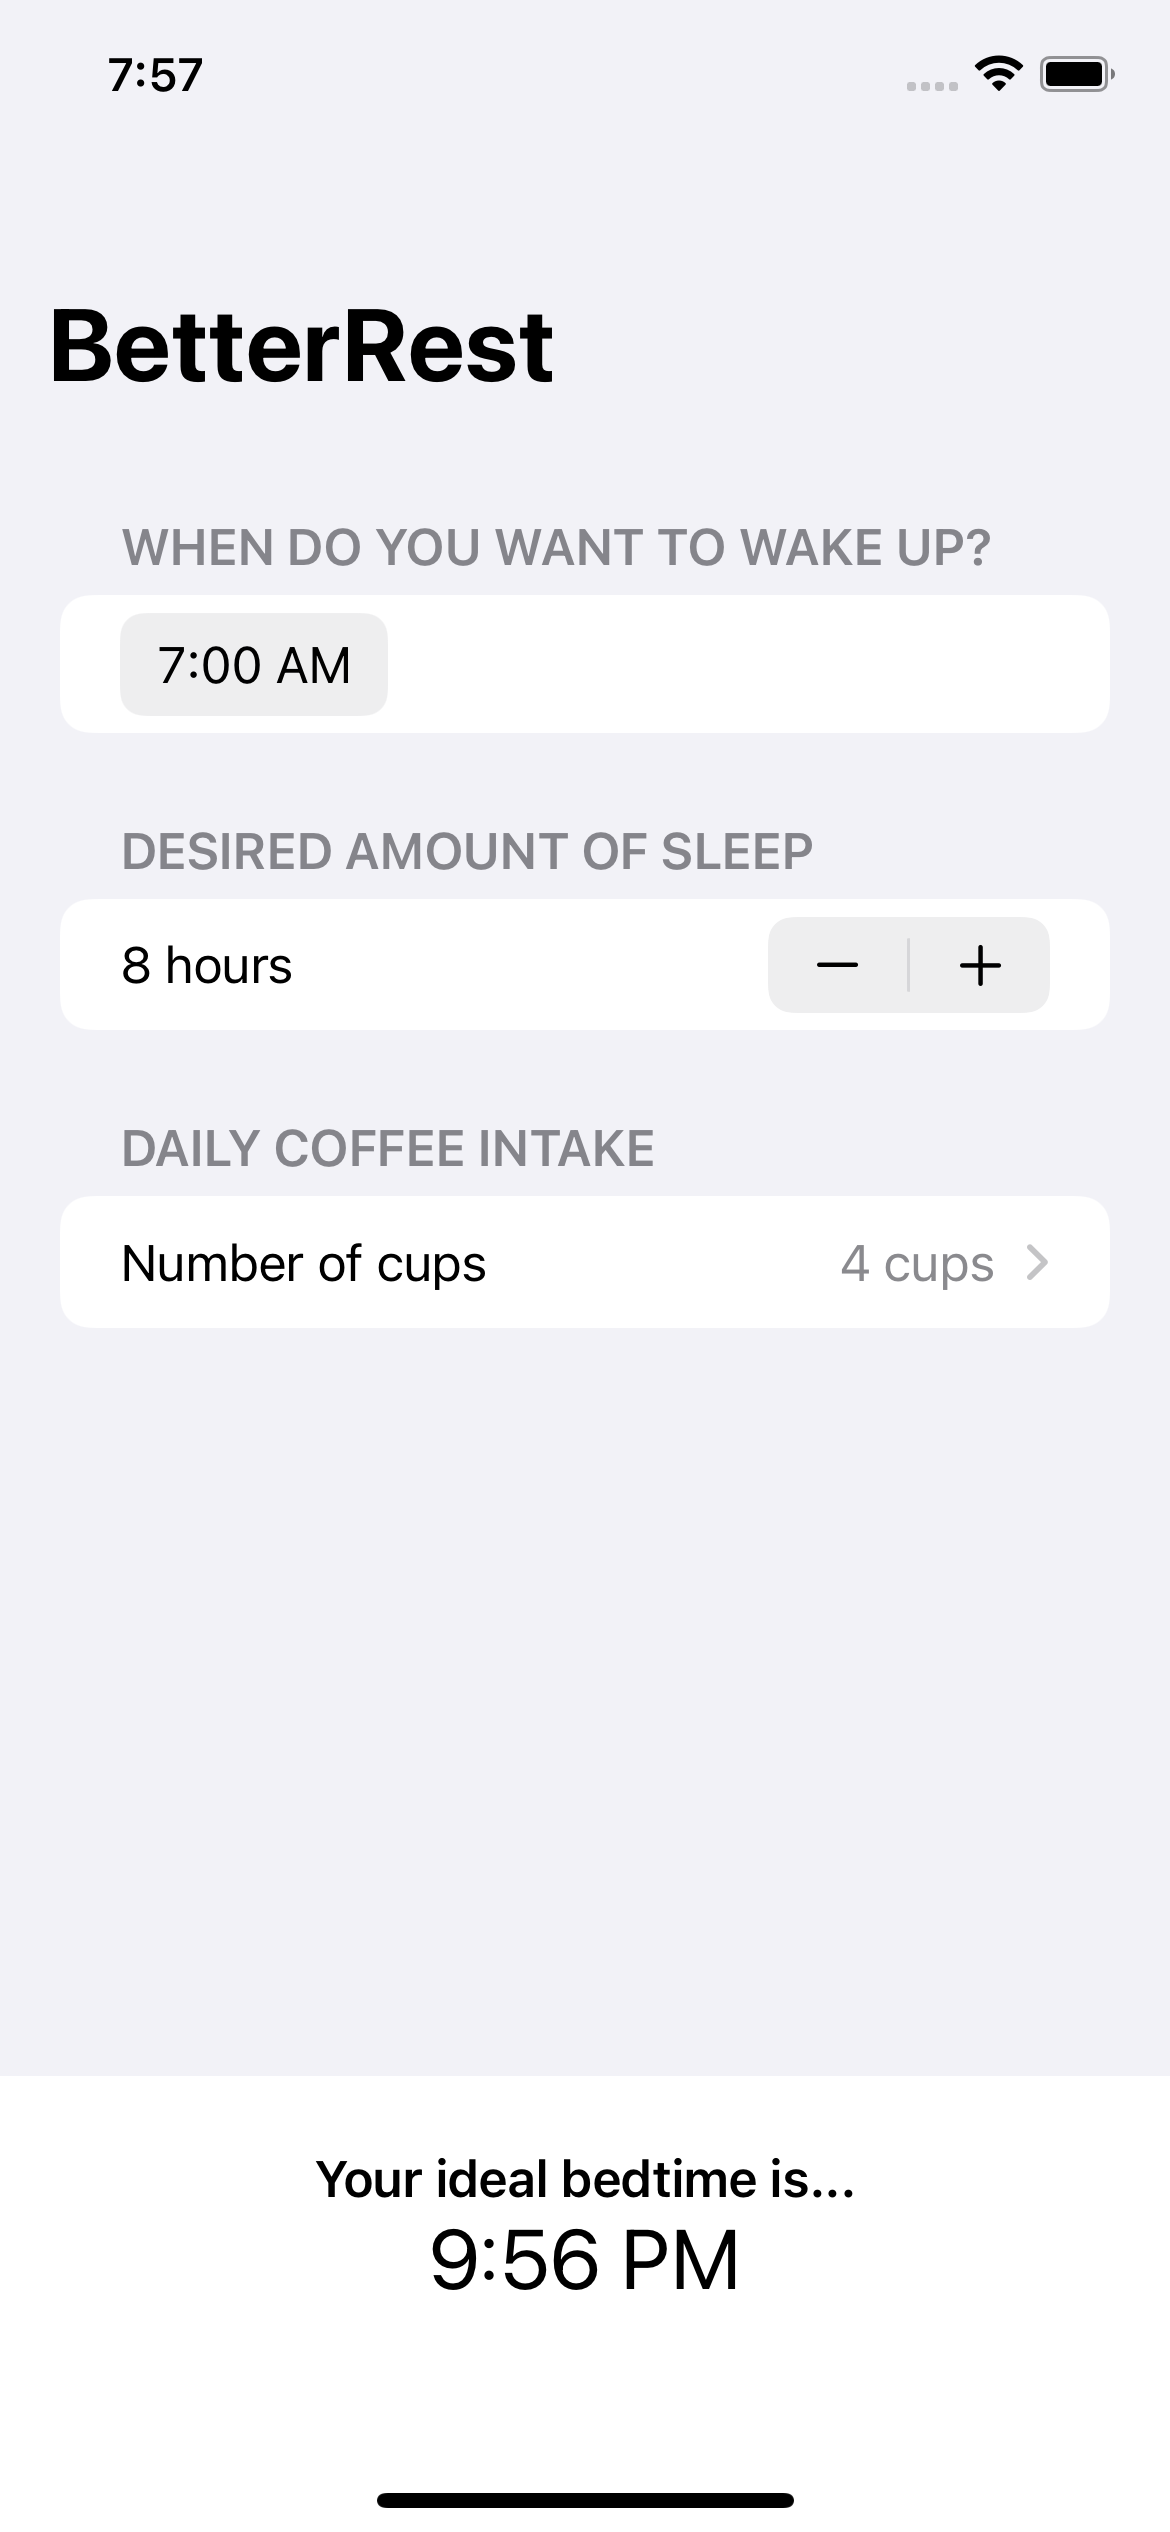 7:57
BetterRest
WHEN DO YOU WANT TO WAKE UP?
7:00 AM
DESIRED AMOUNT OF SLEEP
8 hours
DAILY COFFEE INTAKE
Number of cups 4 cups
Your ideal bedtime is...
9:56 PM